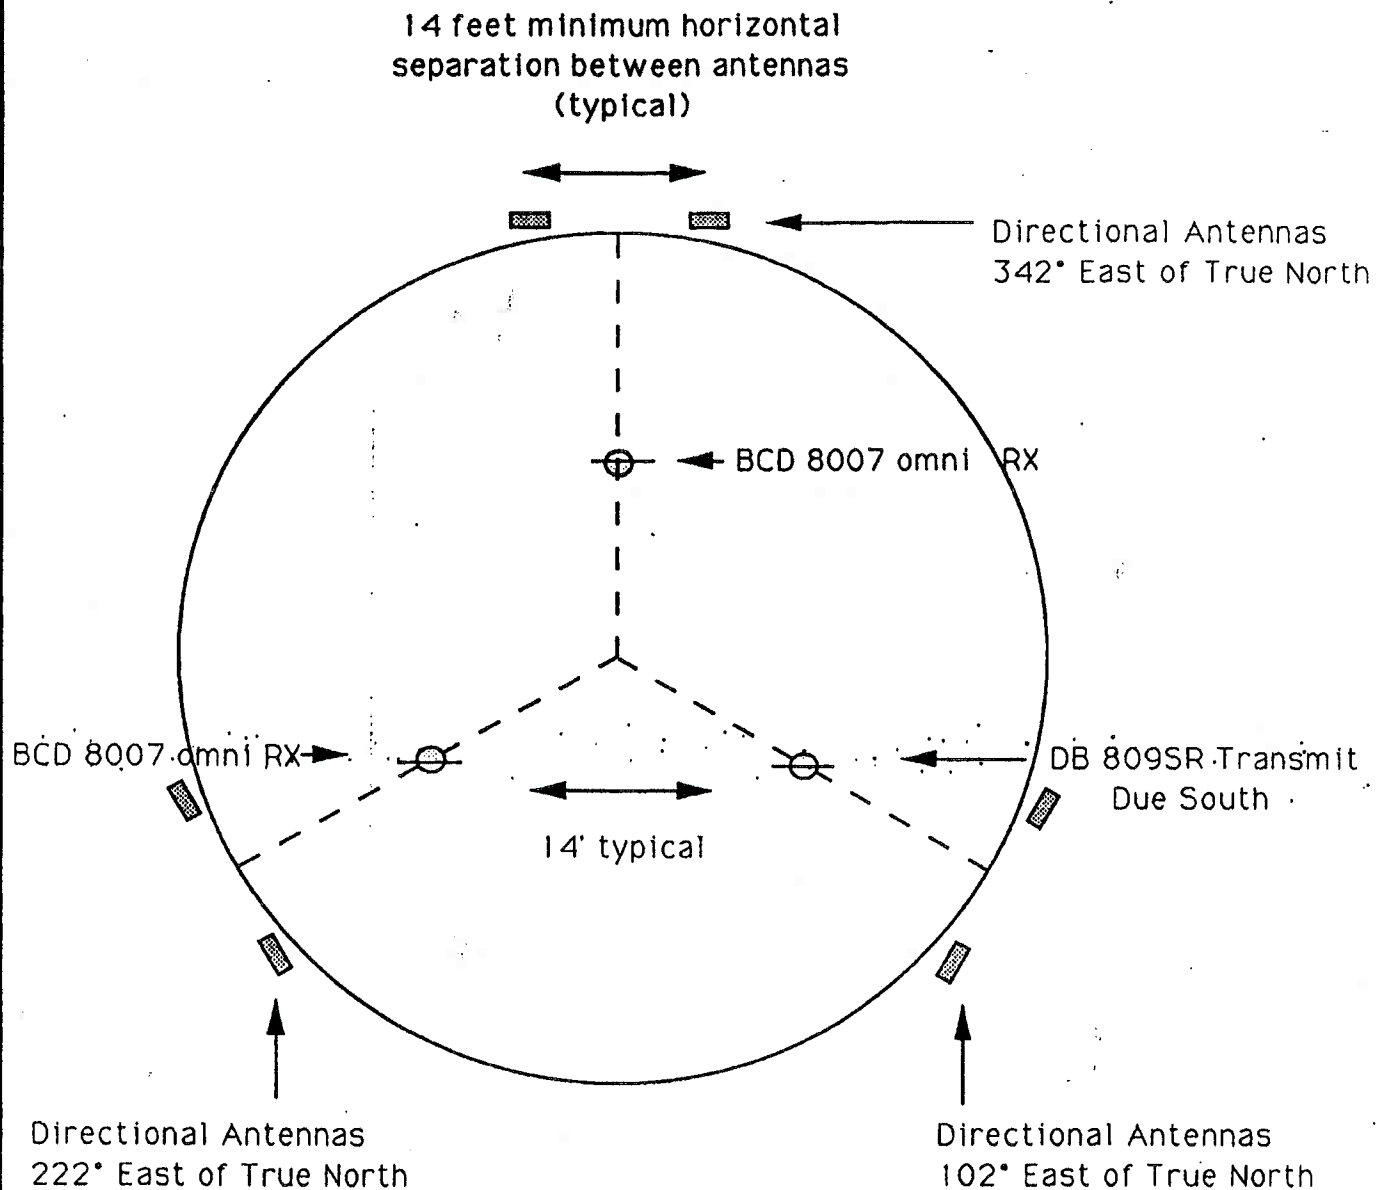 14 feet minimum horizontal
separation between antennas
(typical)
Directional Antennas
342° East of True North
BCD 8007 omni RX
BCD 8007 omni RX
DB 809SR Transmit
Due South
14' typical
Directional Antennas
222° East of True North
Directional Antennas
102° East of True North